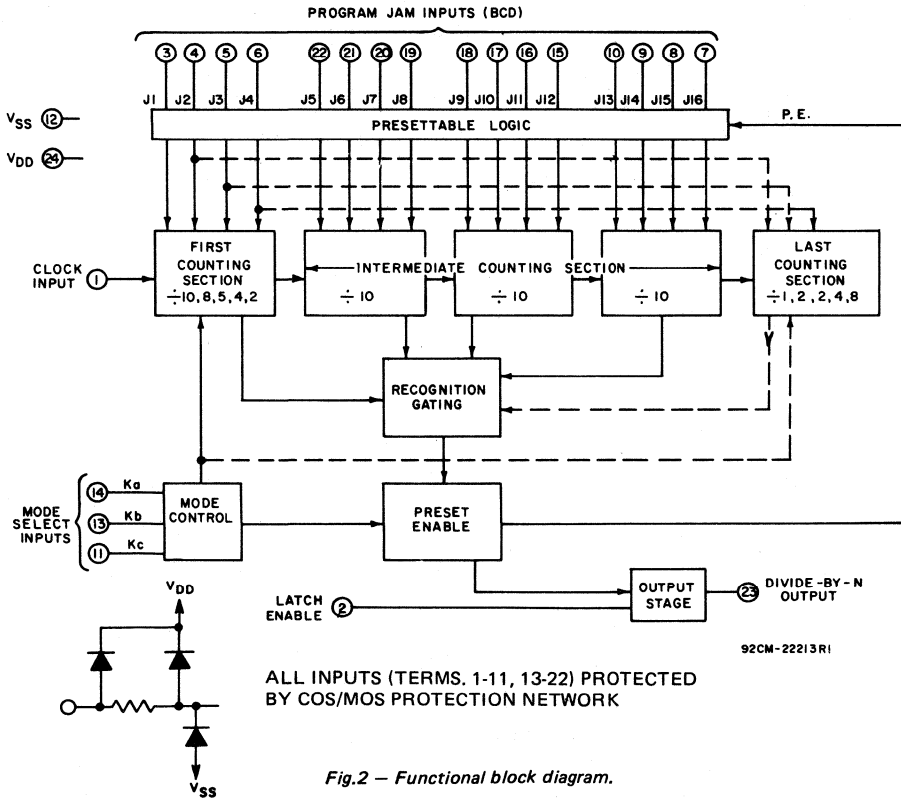 PROGRAM JAM INPUTS (BCD)
3 4 5 6 22 21 20 19 18 17 16 15 10 9 8 7
J1 J2 J3 J4 J5 J6 J7 J8 J9 J10 J11 J12 J13 J14 J15 J16
VSS 12
PRESETTABLE LOGIC
P.E.
VDD 24
CLOCK INPUT
1
FIRST
COUNTING
SECTION
÷10,8,5,4,2
INTERMEDIATE COUNTING SECTION
÷10
÷10
÷10
LAST
COUNTING
SECTION
÷1,2,2,4,8
RECOGNITION
GATING
MODE
SELECT
INPUTS
14 Ka
13 Kb
11 Kc
MODE
CONTROL
PRESET
ENABLE
LATCH
ENABLE
2
OUTPUT
STAGE
23
DIVIDE-BY-N
OUTPUT
92CM-22213R1
VDD
VSS
ALL INPUTS (TERMS. 1-11, 13-22) PROTECTED
BY COS/MOS PROTECTION NETWORK
Fig.2 — Functional block diagram.